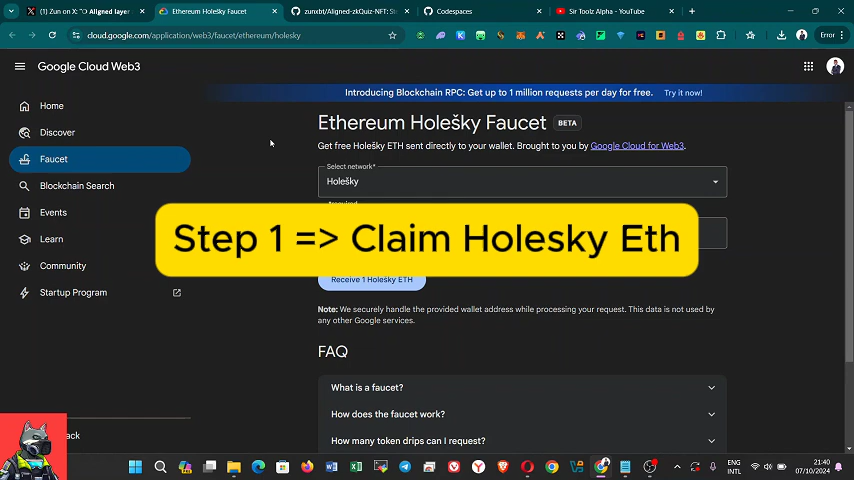 Zun on X: "⬭ Aligned layer
Ethereum Holešky Faucet
zunxbt/Aligned-zkQuiz-NFT: St
Codespaces
Sir Toolz Alpha - YouTube
cloud.google.com/application/web3/faucet/ethereum/holesky
Error
Google Cloud Web3
Introducing Blockchain RPC: Get up to 1 million requests per day for free. Try it now!
Home
Discover
Faucet
Blockchain Search
Events
Learn
Community
Startup Program
Ethereum Holešky Faucet BETA
Get free Holešky ETH sent directly to your wallet. Brought to you by Google Cloud for Web3.
Select network*
Holešky
Step 1 => Claim Holesky Eth
Receive 1 Holešky ETH
Note: We securely handle the provided wallet address while processing your request. This data is not used by
any other Google services.
FAQ
What is a faucet?
How does the faucet work?
How many token drips can I request?
ack
ENG
INTL
21:40
07/10/2024